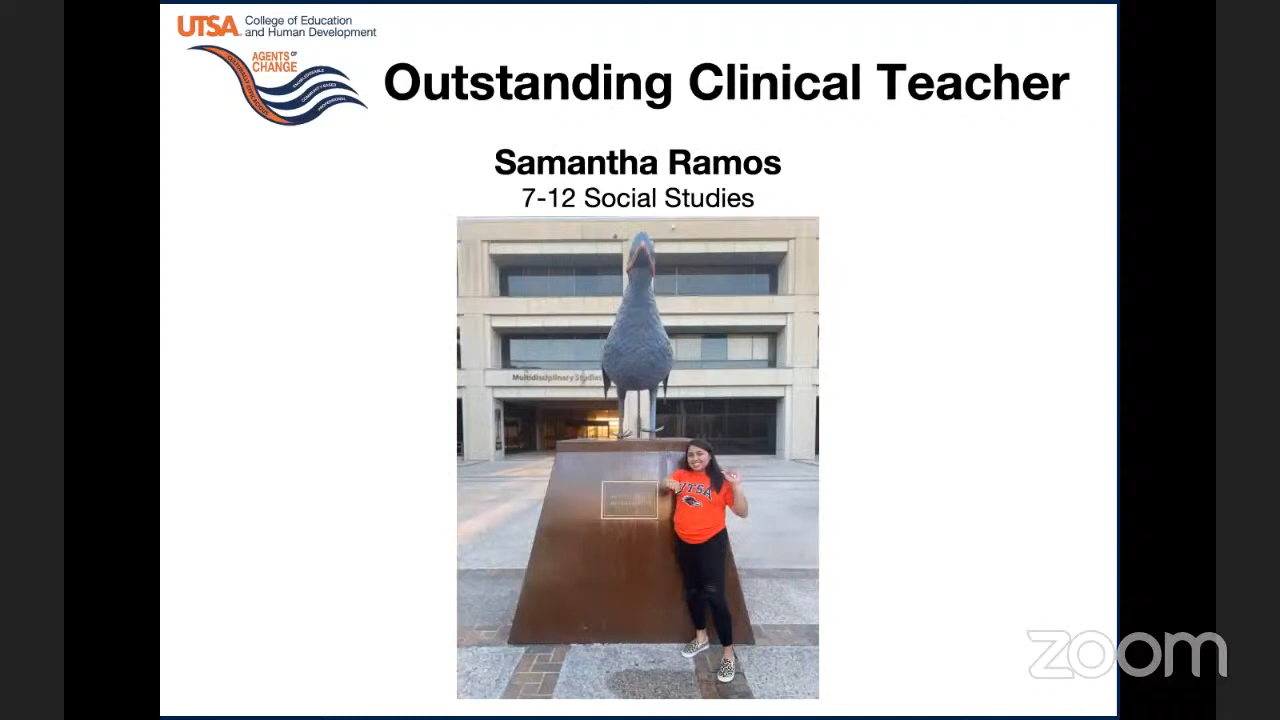 UTSA College of Education
and Human Development
AGENTS OF
CHANGE
Outstanding Clinical Teacher
Samantha Ramos
7-12 Social Studies
Multidisciplinary Studies
UTSA
zoom